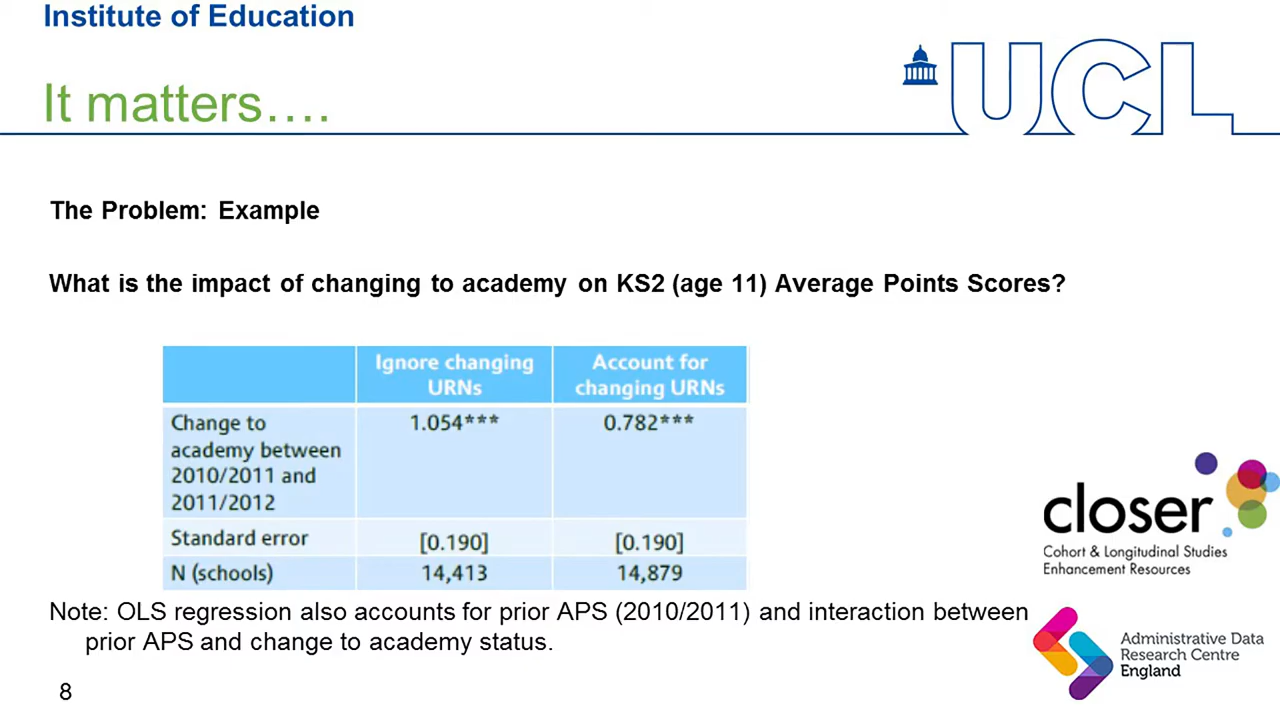 Institute of Education
UCL
It matters….
The Problem: Example
What is the impact of changing to academy on KS2 (age 11) Average Points Scores?
Ignore changing URNs
Account for changing URNs
Change to academy between 2010/2011 and 2011/2012
1.054***
0.782***
Standard error
[0.190]
[0.190]
N (schools)
14,413
14,879
Note: OLS regression also accounts for prior APS (2010/2011) and interaction between
prior APS and change to academy status.
closer
Cohort & Longitudinal Studies
Enhancement Resources
Administrative Data
Research Centre
England
8